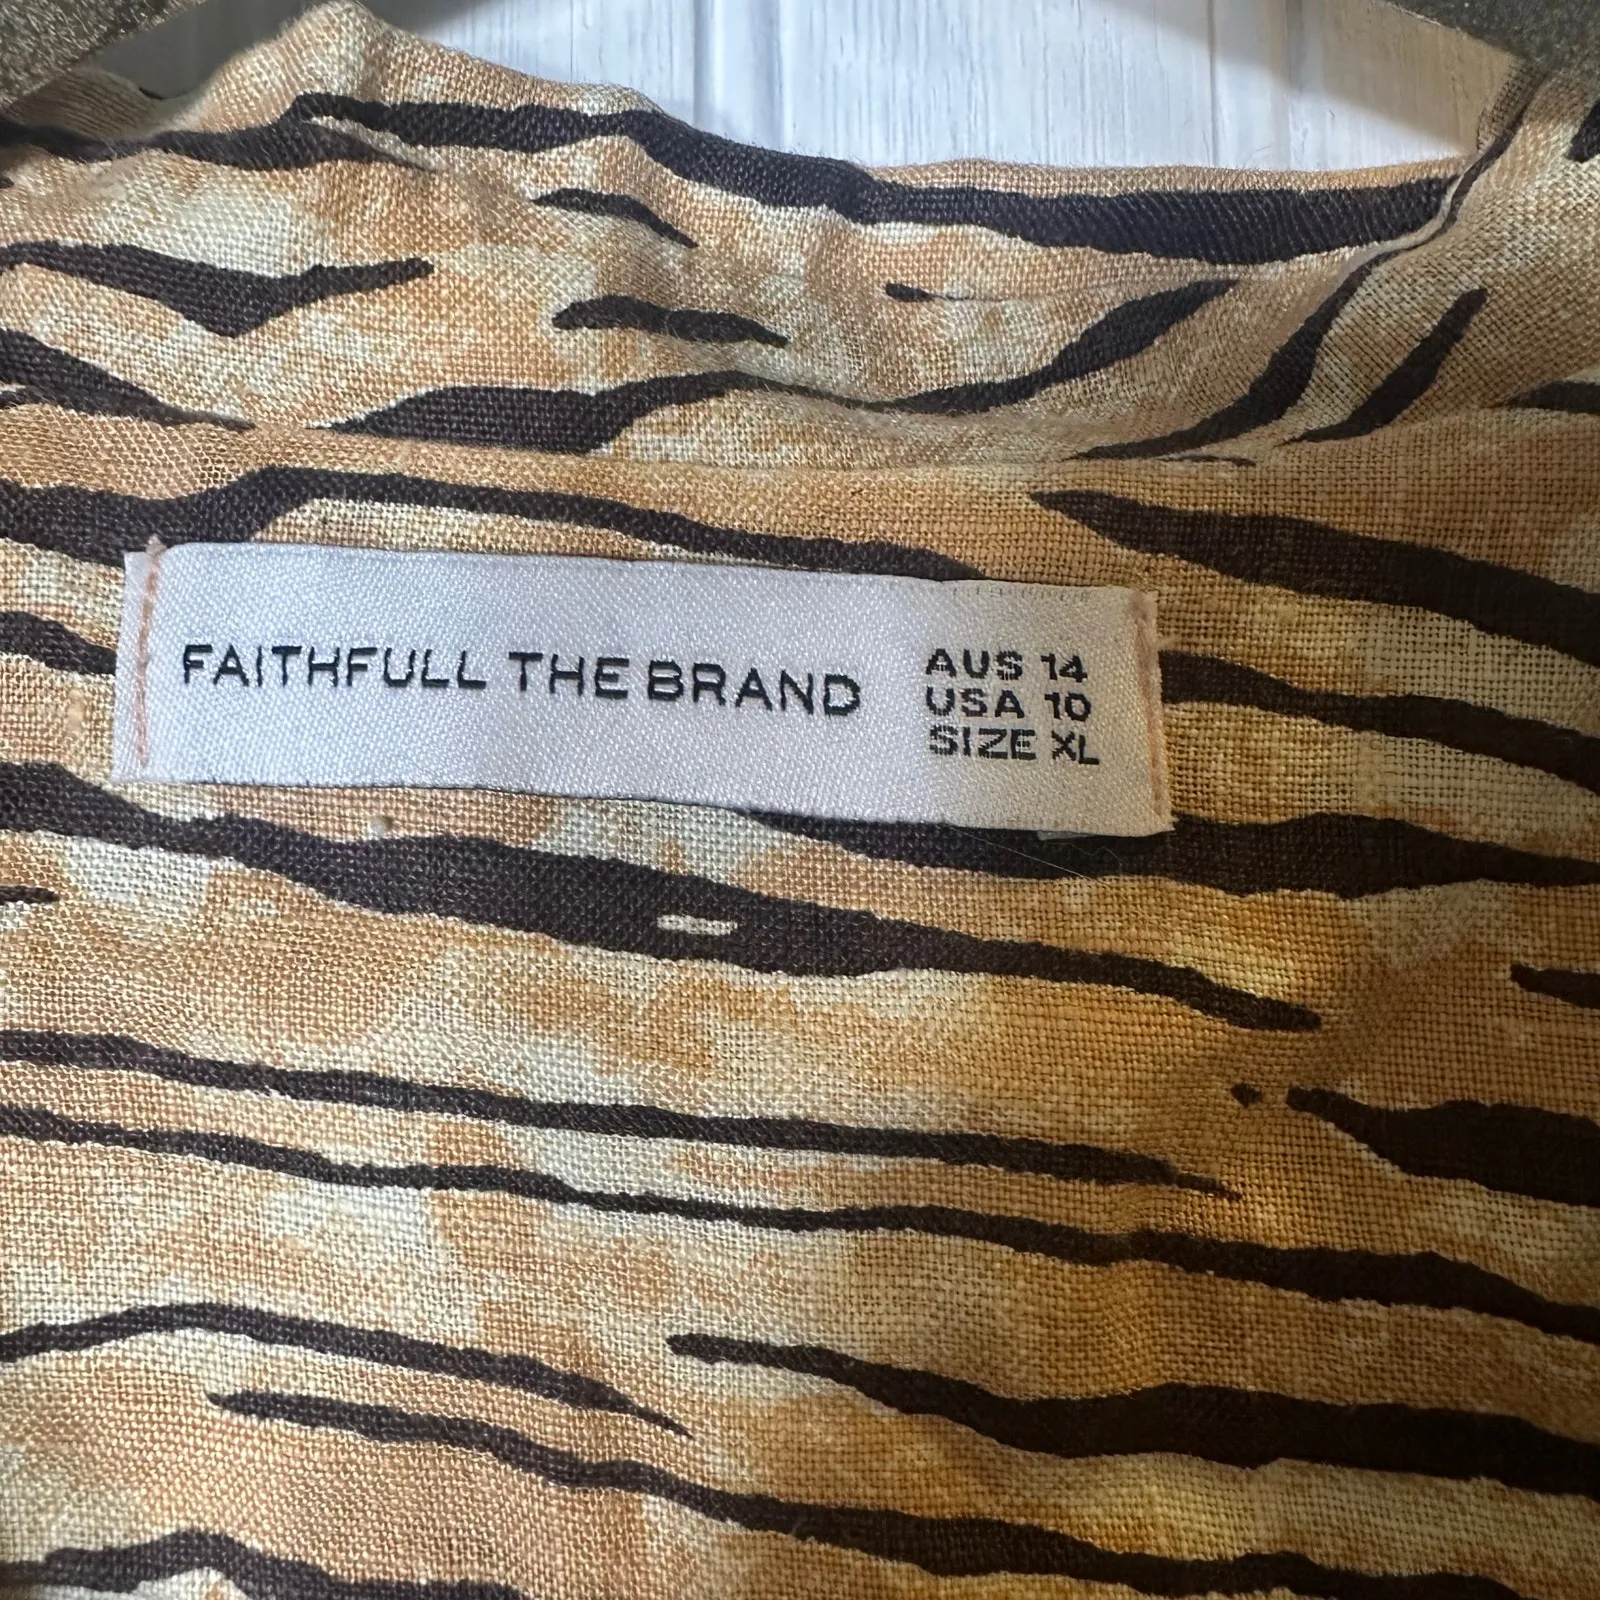 FAITHFULL THE BRAND
AUS 14
USA 10
SIZE XL